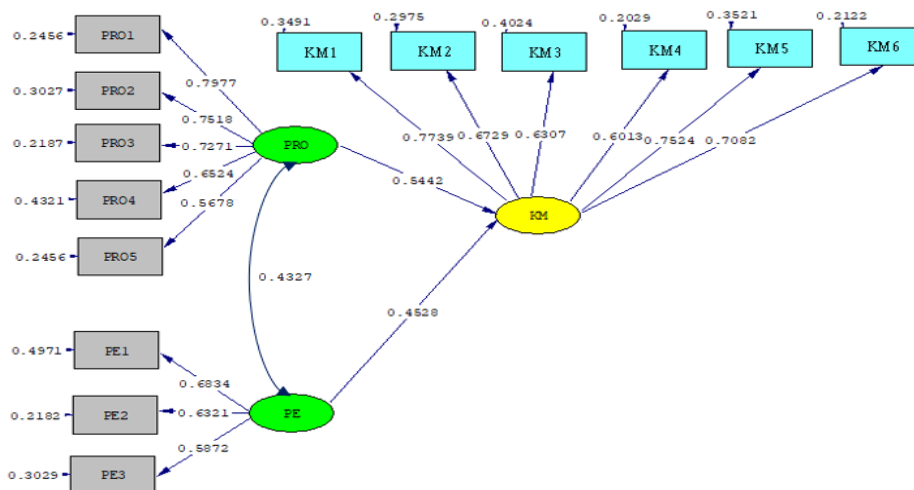 0.3491 0.2975 0.4024 0.2029 0.3521 0.2122
0.2456 PRO1 KM1 KM2 KM3 KM4 KM5 KM6
0.7977
0.3027 PRO2
0.7518
0.2187 PRO3 0.7271 PRO 0.7739 0.6729 0.6307 0.6013 0.7524 0.7082
0.6524
0.4321 PRO4 0.5442
0.5678
KM
0.2456 PRO5
0.4327
0.4528
0.4971 PE1
0.6834
0.2182 PE2 0.6321 PE
0.5872
0.3029 PE3